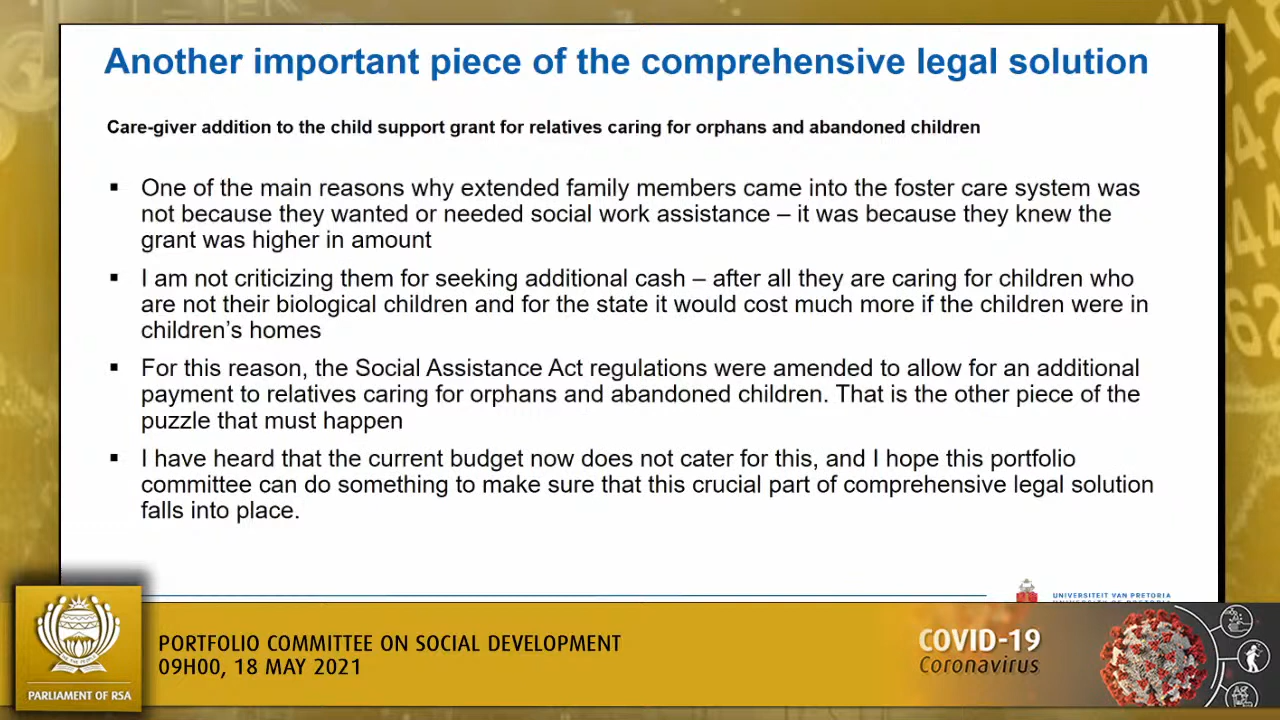 Another important piece of the comprehensive legal solution
Care-giver addition to the child support grant for relatives caring for orphans and abandoned children
▪ One of the main reasons why extended family members came into the foster care system was
not because they wanted or needed social work assistance – it was because they knew the
grant was higher in amount
▪ I am not criticizing them for seeking additional cash – after all they are caring for children who
are not their biological children and for the state it would cost much more if the children were in
children’s homes
▪ For this reason, the Social Assistance Act regulations were amended to allow for an additional
payment to relatives caring for orphans and abandoned children. That is the other piece of the
puzzle that must happen
▪ I have heard that the current budget now does not cater for this, and I hope this portfolio
committee can do something to make sure that this crucial part of comprehensive legal solution
falls into place.
UNIVERSITEIT VAN PRETORIA
PARLIAMENT OF RSA
PORTFOLIO COMMITTEE ON SOCIAL DEVELOPMENT
09H00, 18 MAY 2021
COVID-19
Coronavirus